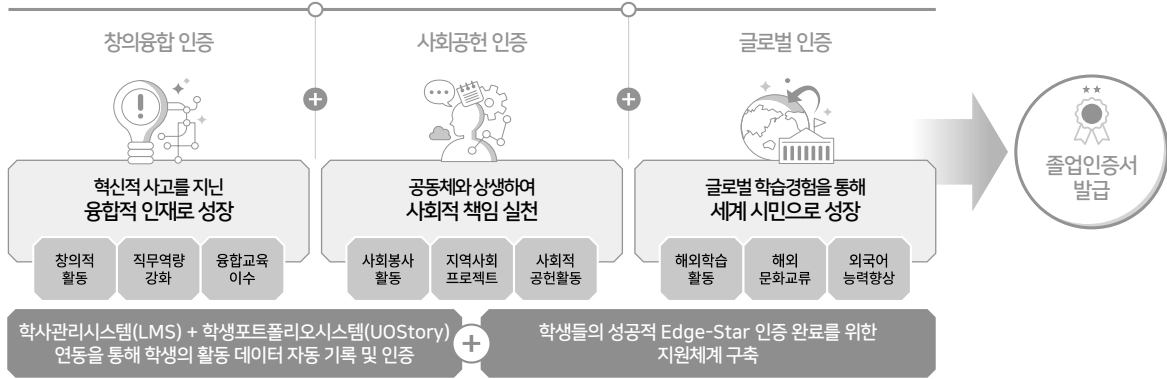 창의융합 인증
사회공헌 인증
글로벌 인증
혁신적 사고를 지닌
융합적 인재로 성장
공동체와 상생하여
사회적 책임 실천
글로벌 학습경험을 통해
세계 시민으로 성장
졸업인증서
발급
창의적
활동
직무역량
강화
융합교육
이수
사회봉사
활동
지역사회
프로젝트
사회적
공헌활동
해외학습
활동
해외
문화교류
외국어
능력향상
학사관리시스템(LMS) + 학생포트폴리오시스템(UOStory)
연동을 통해 학생의 활동 데이터 자동 기록 및 인증
학생들의 성공적 Edge-Star 인증 완료를 위한
지원체계 구축